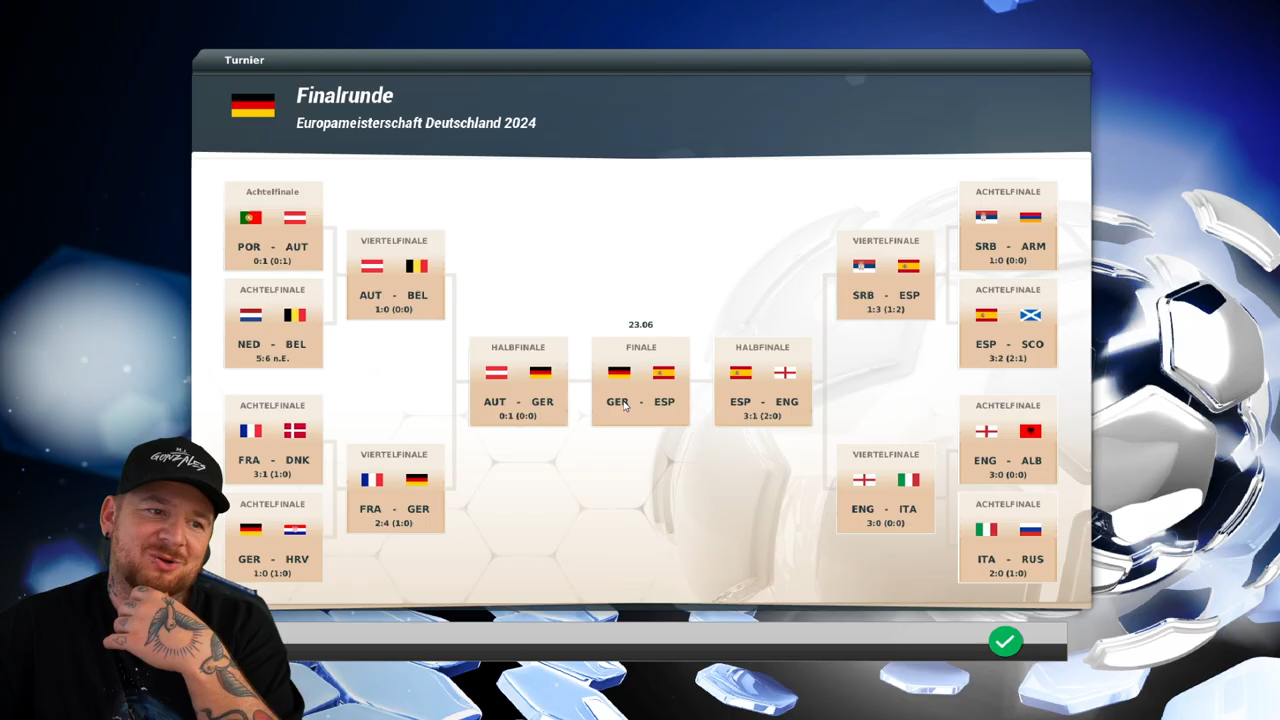 Turnier
Finalrunde
Europameisterschaft Deutschland 2024
Achtelfinale
POR - AUT
0:1 (0:1)
ACHTELFINALE
NED - BEL
5:6 n.E.
ACHTELFINALE
FRA - DNK
3:1 (1:0)
ACHTELFINALE
GER - HRV
1:0 (1:0)
VIERTELFINALE
AUT - BEL
1:0 (0:0)
VIERTELFINALE
FRA - GER
2:4 (1:0)
HALBFINALE
AUT - GER
0:1 (0:0)
23.06
FINALE
GER - ESP
HALBFINALE
ESP - ENG
3:1 (2:0)
VIERTELFINALE
SRB - ESP
1:3 (1:2)
VIERTELFINALE
ENG - ITA
3:0 (0:0)
ACHTELFINALE
SRB - ARM
1:0 (0:0)
ACHTELFINALE
ESP - SCO
3:2 (2:1)
ACHTELFINALE
ENG - ALB
3:0 (0:0)
ACHTELFINALE
ITA - RUS
2:0 (1:0)
GONZALES